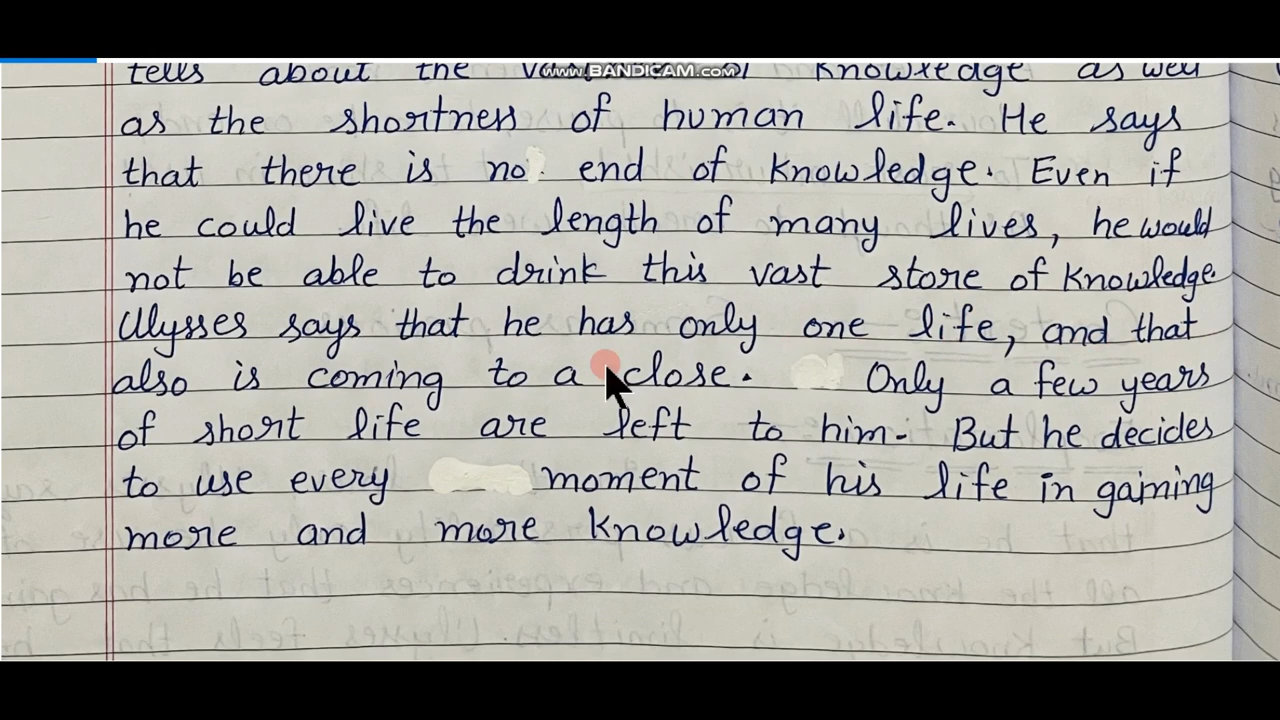 tells about the of knowledge as well
www.BANDICAM.com
as the shortness of human life. He says
that there is no end of knowledge. Even if
he could live the length of many lives, he would
not be able to drink this vast store of knowledge.
Ulysses says that he has only one life, and that
also is coming to a close. Only a few years
of short life are left to him. But he decides
to use every moment of his life in gaining
more and more knowledge.